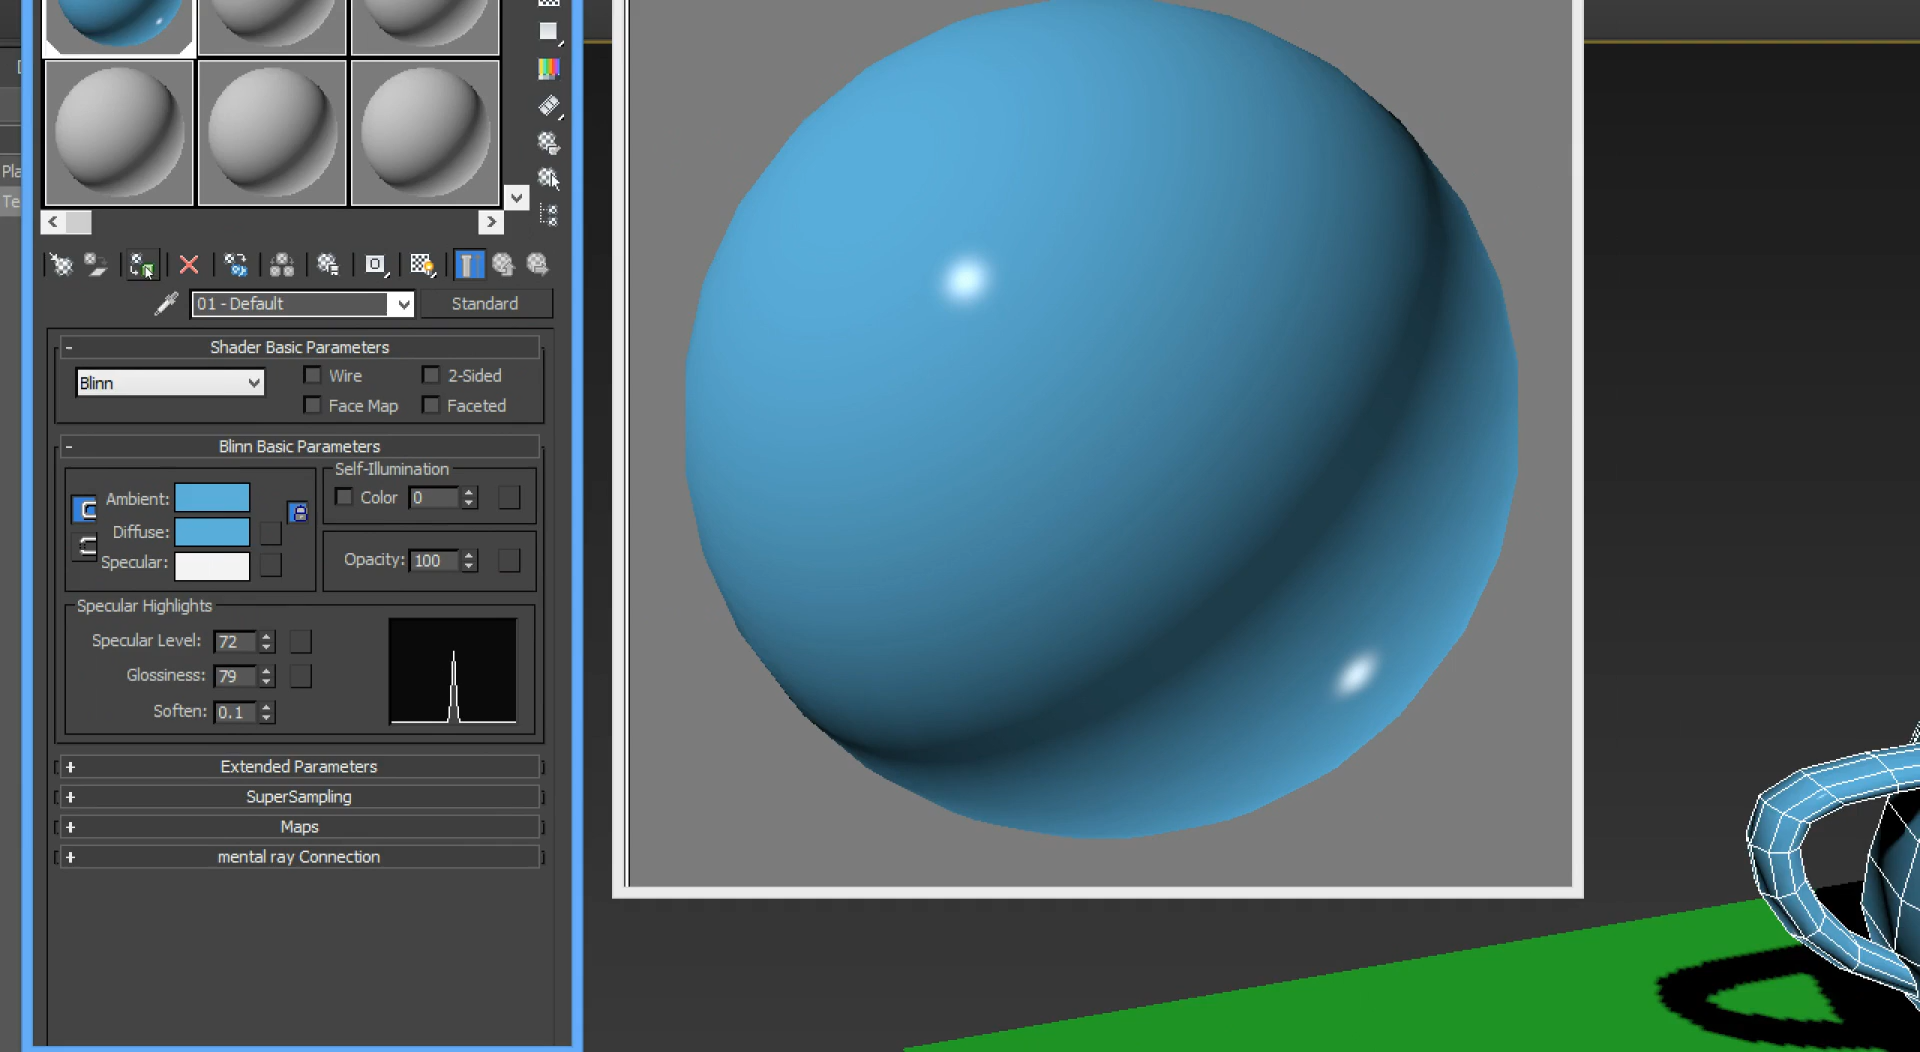 Pla
Te
01 - Default
Standard
- Shader Basic Parameters
Blinn
Wire
2-Sided
Face Map
Faceted
- Blinn Basic Parameters
Self-Illumination
Ambient:
Color 0
Diffuse:
Specular:
Opacity: 100
Specular Highlights
Specular Level: 72
Glossiness: 79
Soften: 0.1
+ Extended Parameters
+ SuperSampling
+ Maps
+ mental ray Connection